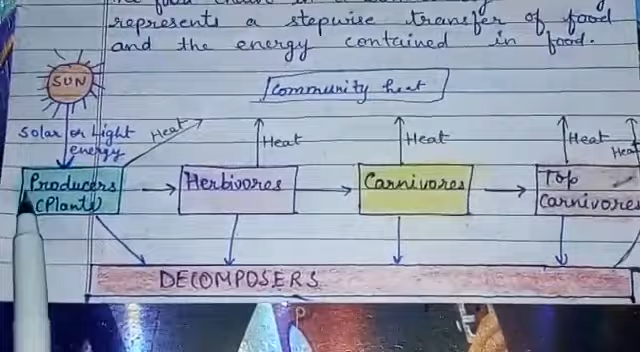 represents a stepwise transfer of food
and the energy contained in food.
SUN
Community heat
Solar or Light
energy
Heat
Heat
Heat
Heat
Heat
Producers
(Plants)
Herbivores
Carnivores
Top
Carnivores
DECOMPOSERS